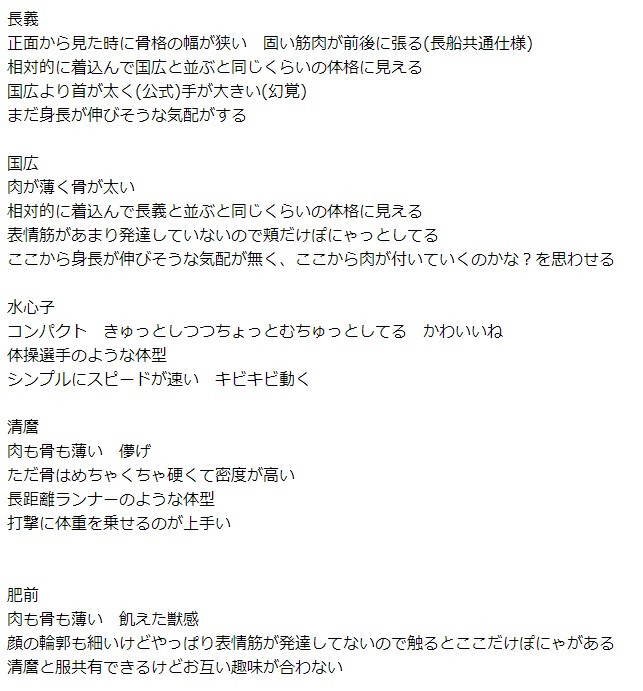 長義
正面から見た時に骨格の幅が狭い　固い筋肉が前後に張る(長船共通仕様)
相対的に着込んで国広と並ぶと同じくらいの体格に見える
国広より首が太く(公式)手が大きい(幻覚)
まだ身長が伸びそうな気配がする
国広
肉が薄く骨が太い
相対的に着込んで長義と並ぶと同じくらいの体格に見える
表情筋があまり発達していないので頬だけぽにゃっとしてる
ここから身長が伸びそうな気配が無く、ここから肉が付いていくのかな？を思わせる
水心子
コンパクト　きゅっとしつつちょっとむちゅっとしてる　かわいいね
体操選手のような体型
シンプルにスピードが速い　キビキビ動く
清麿
肉も骨も薄い　儚げ
ただ骨はめちゃくちゃ硬くて密度が高い
長距離ランナーのような体型
打撃に体重を乗せるのが上手い
肥前
肉も骨も薄い　飢えた獣感
顔の輪郭も細いけどやっぱり表情筋が発達してないので触るとここだけぽにゃがある
清麿と服共有できるけどお互い趣味が合わない